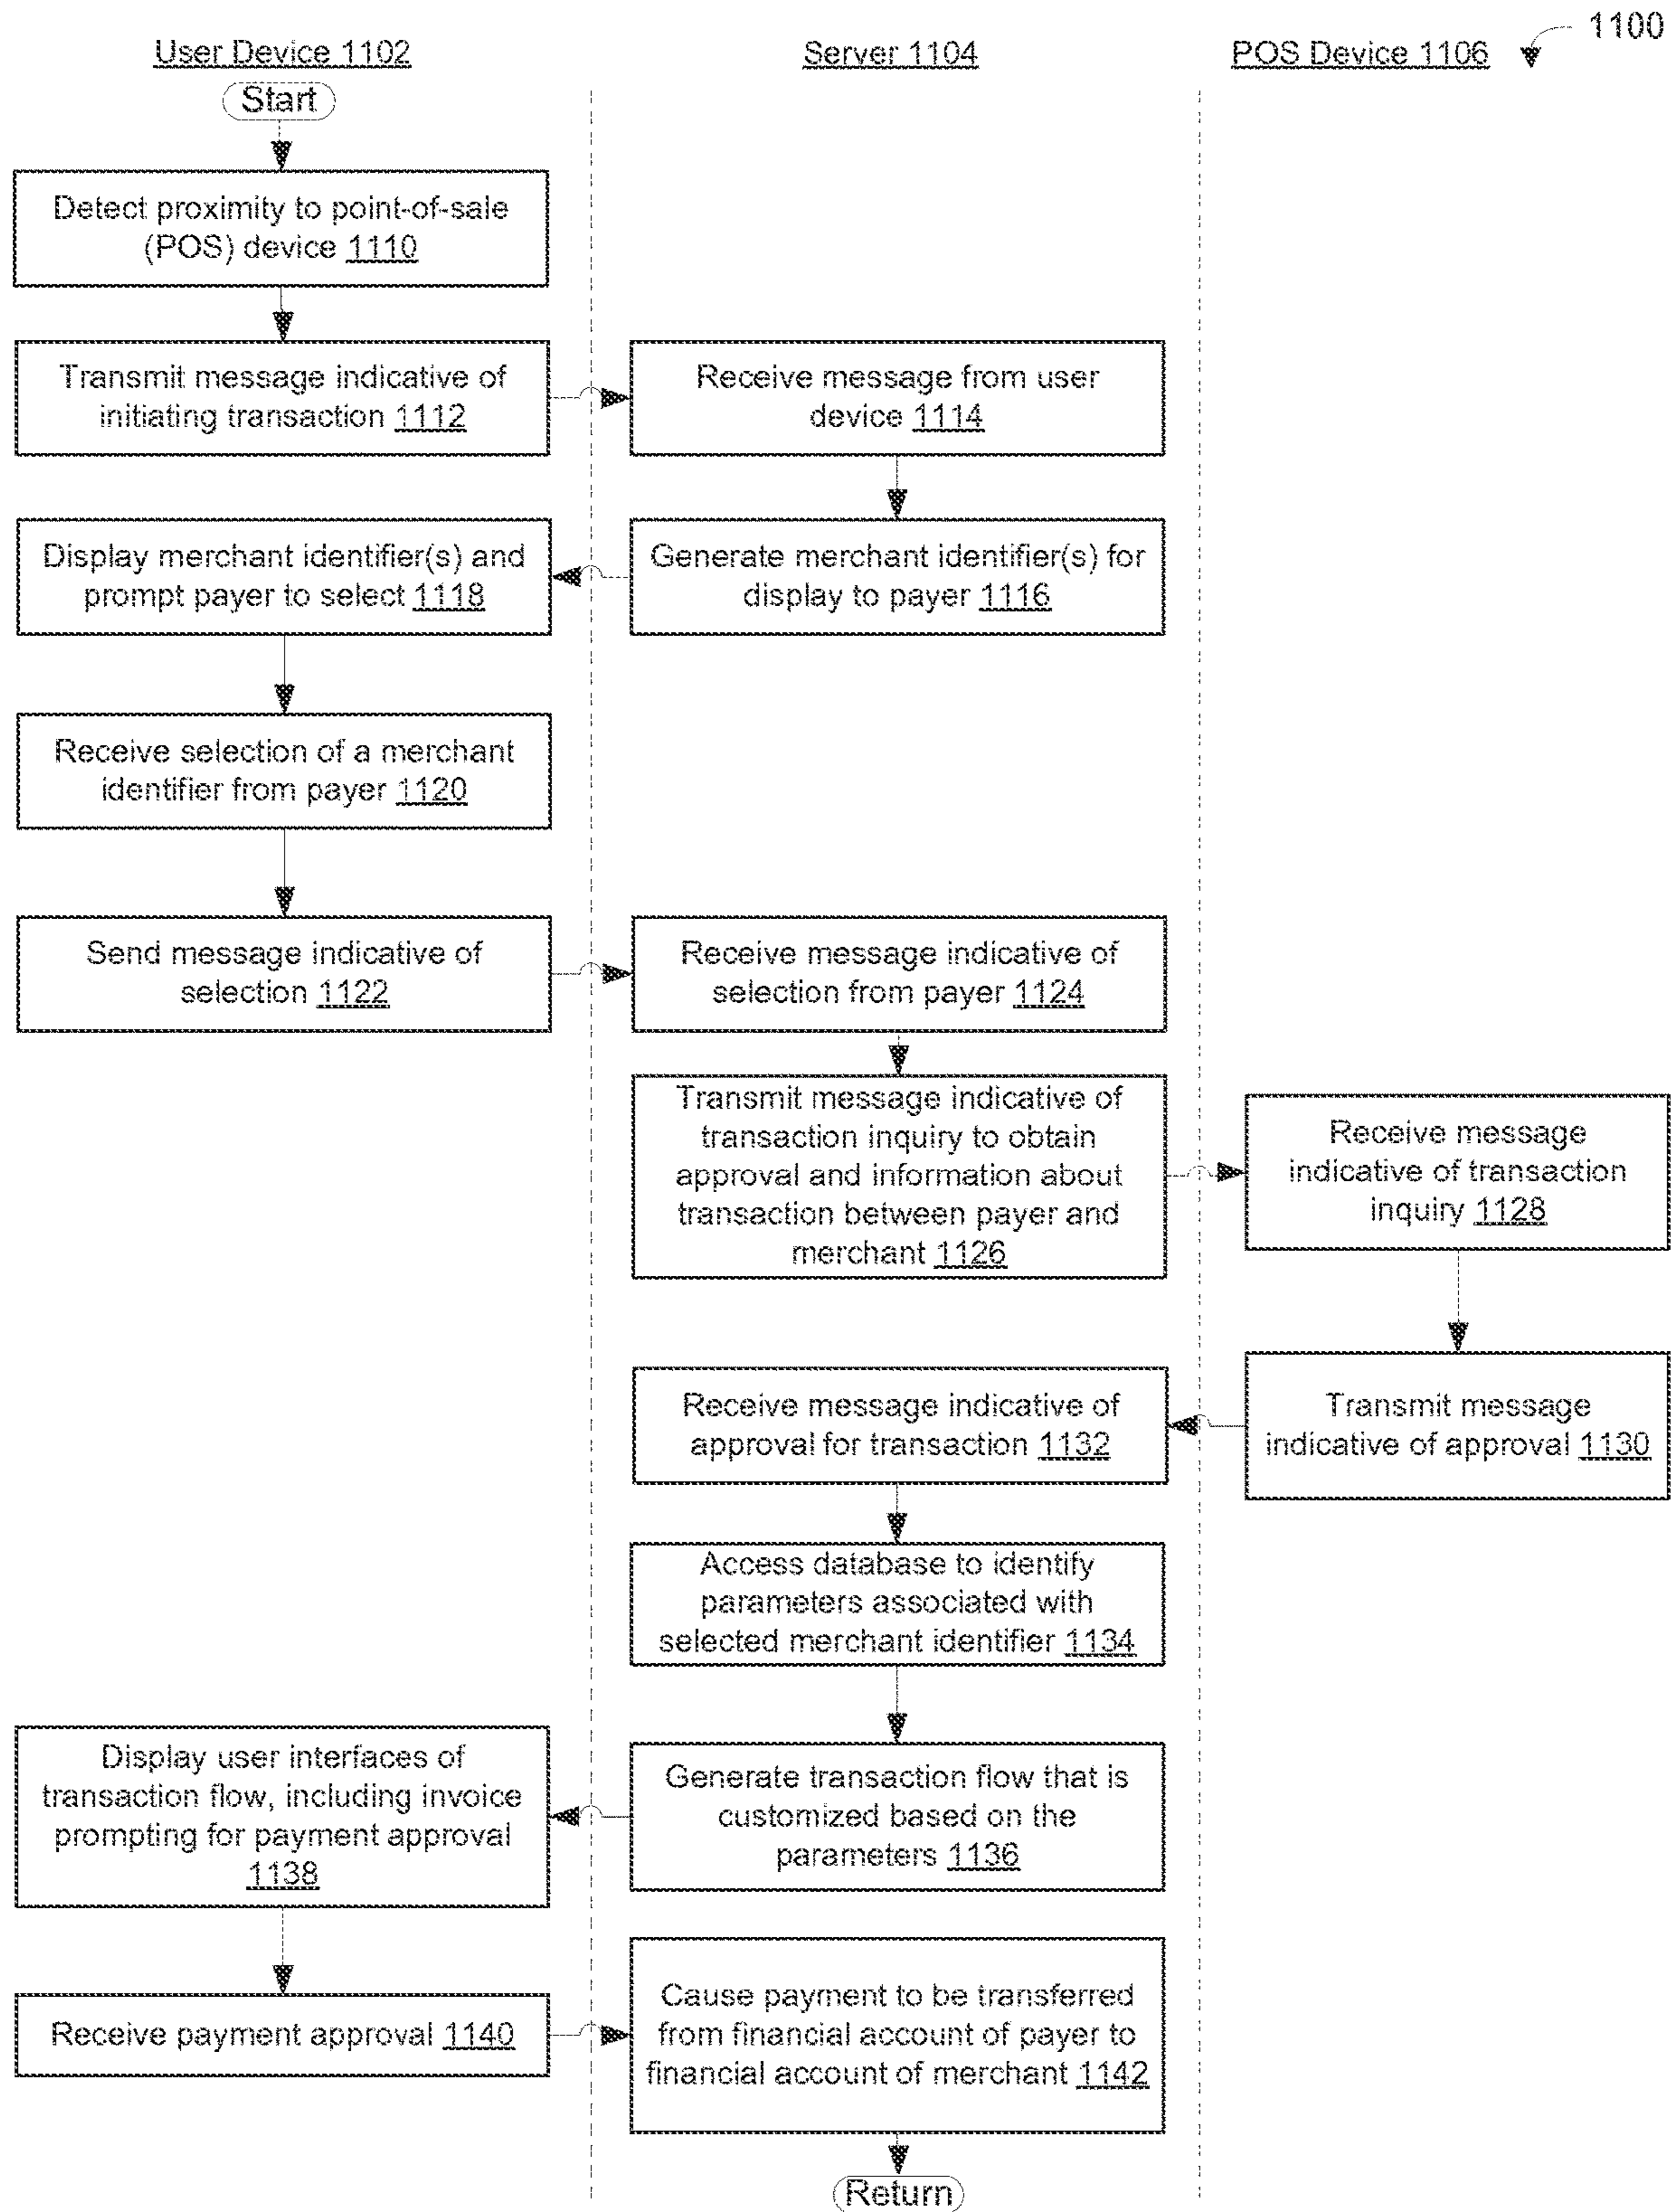 1100
User Device 1102
Server 1104
POS Device 1106
Start
Detect proximity to point-of-sale
(POS) device 1110
Transmit message indicative of
initiating transaction 1112
Receive message from user
device 1114
Display merchant identifier(s) and
prompt payer to select 1118
Generate merchant identifier(s) for
display to payer 1116
Receive selection of a merchant
identifier from payer 1120
Send message indicative of
selection 1122
Receive message indicative of
selection from payer 1124
Transmit message indicative of
transaction inquiry to obtain
approval and information about
transaction between payer and
merchant 1126
Receive message
indicative of transaction
inquiry 1128
Receive message indicative of
approval for transaction 1132
Transmit message
indicative of approval 1130
Access database to identify
parameters associated with
selected merchant identifier 1134
Display user interfaces of
transaction flow, including invoice
prompting for payment approval
1138
Generate transaction flow that is
customized based on the
parameters 1136
Receive payment approval 1140
Cause payment to be transferred
from financial account of payer to
financial account of merchant 1142
Return